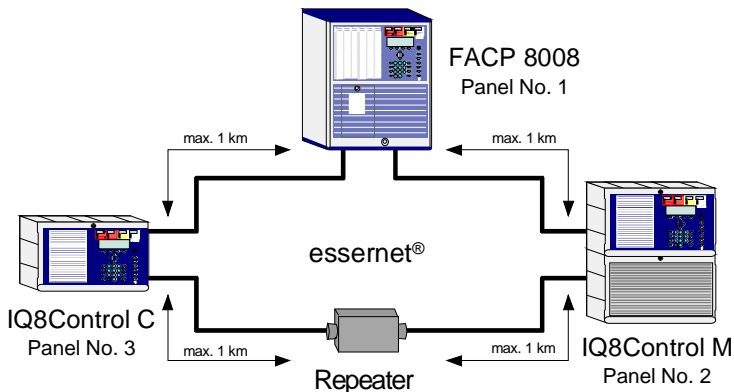 FACP 8008
Panel No. 1
max. 1 km
max. 1 km
essernet®
IQ8Control C
Panel No. 3
IQ8Control M
Panel No. 2
max. 1 km
max. 1 km
Repeater